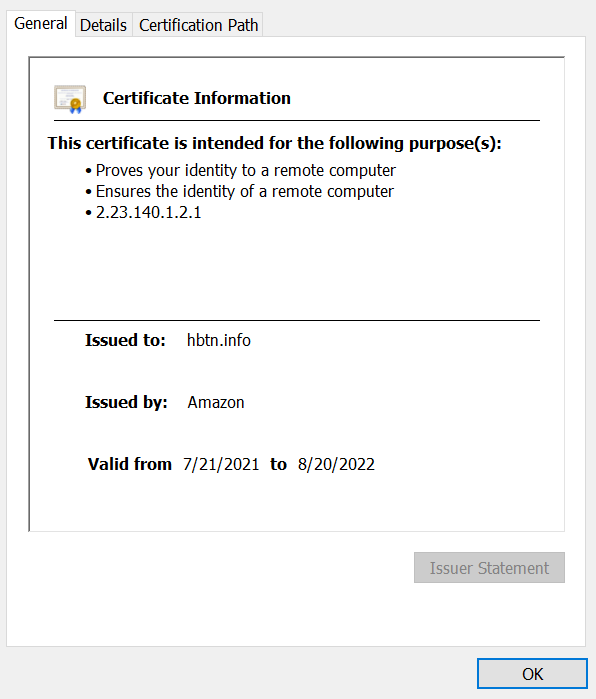 General Details Certification Path
Certificate Information
This certificate is intended for the following purpose(s):
• Proves your identity to a remote computer
• Ensures the identity of a remote computer
• 2.23.140.1.2.1
Issued to: hbtn.info
Issued by: Amazon
Valid from 7/21/2021 to 8/20/2022
Issuer Statement
OK